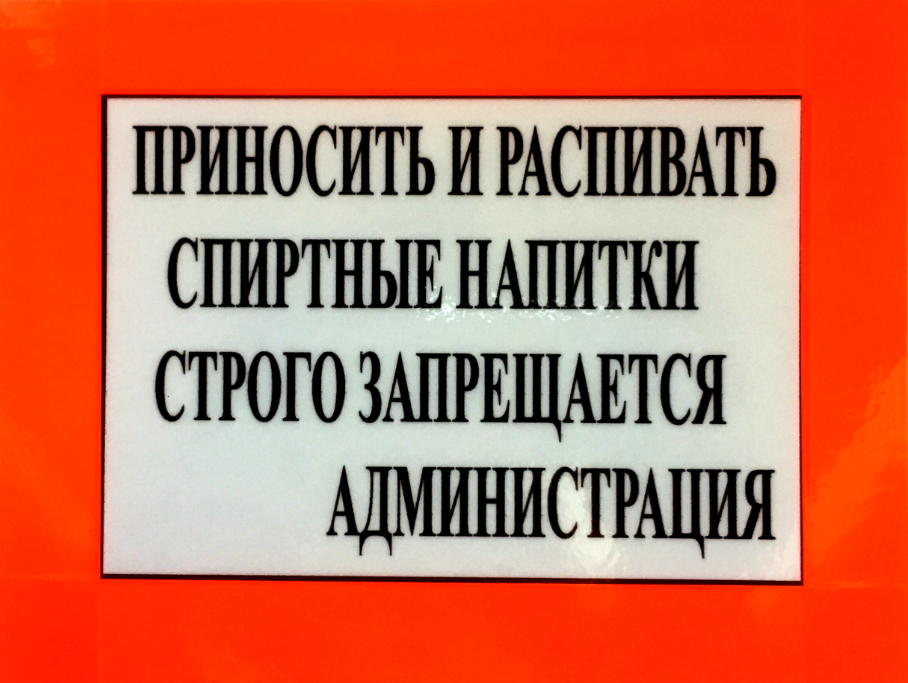 ПРИНОСИТЬ И РАСПИВАТЬ
СПИРТНЫЕ НАПИТКИ
СТРОГО ЗАПРЕЩАЕТСЯ
АДМИНИСТРАЦИЯ